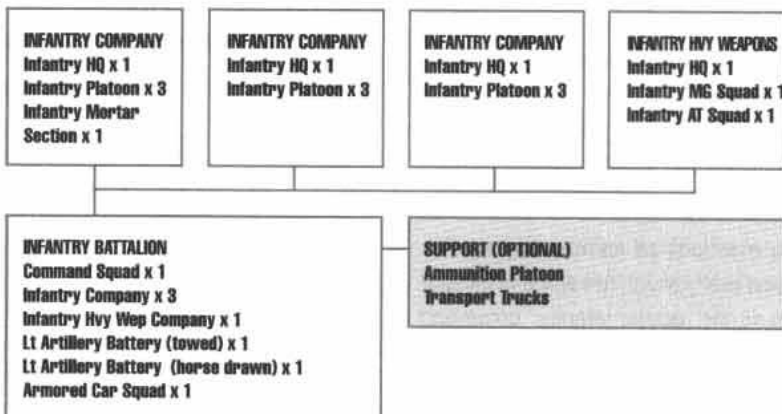 INFANTRY COMPANY
Infantry HQ x 1
Infantry Platoon x 3
Infantry Mortar
Section x 1
INFANTRY COMPANY
Infantry HQ x 1
Infantry Platoon x 3
INFANTRY COMPANY
Infantry HQ x 1
Infantry Platoon x 3
INFANTRY HVY WEAPONS
Infantry HQ x 1
Infantry MG Squad x 1
Infantry AT Squad x 1
INFANTRY BATTALION
Command Squad x 1
Infantry Company x 3
Infantry Hvy Wep Company x 1
Lt Artillery Battery (towed) x 1
Lt Artillery Battery (horse drawn) x 1
Armored Car Squad x 1
SUPPORT (OPTIONAL)
Ammunition Platoon
Transport Trucks